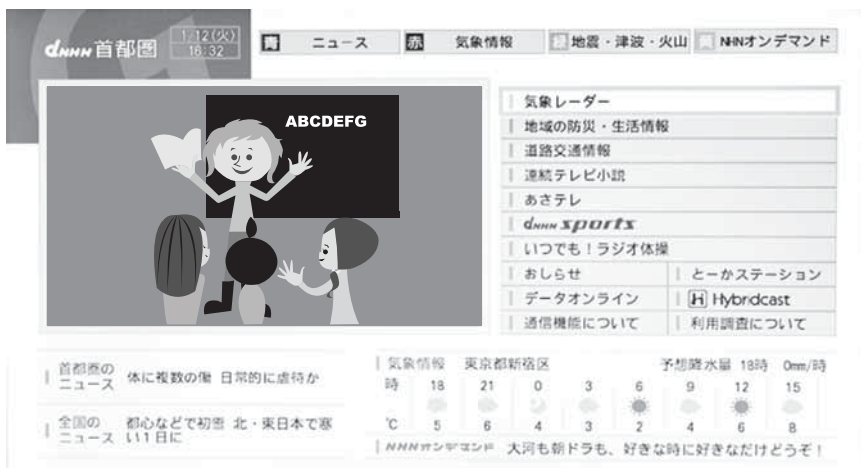 dNHN 首都圏
1/12(火)
16:32
青 ニュース
赤 気象情報
緑 地震・津波・火山
黄 NHNオンデマンド
ABCDEFG
気象レーダー
地域の防災・生活情報
道路交通情報
連続テレビ小説
あさテレ
dNHN sports
いつでも!ラジオ体操
おしらせ
とーかステーション
データオンライン
H Hybridcast
通信機能について
利用調査について
首都圏の
ニュース
体に複数の傷 日常的に虐待か
全国の
ニュース
都心などで初雪 北・東日本で寒
い1日に
気象情報 東京都新宿区 予想降水量 18時 0mm/時
時 18 21 0 3 6 9 12 15
℃ 5 6 4 3 2 4 6 8
NHNオンデマンド 大河も朝ドラも、好きな時に好きなだけどうぞ!